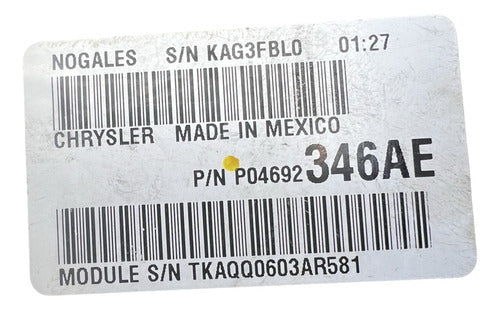 NOGALES S/N KAG3FBL0 01:27
CHRYSLER MADE IN MEXICO
P/N P04692 346AE
MODULE S/N TKAQQ0603AR581